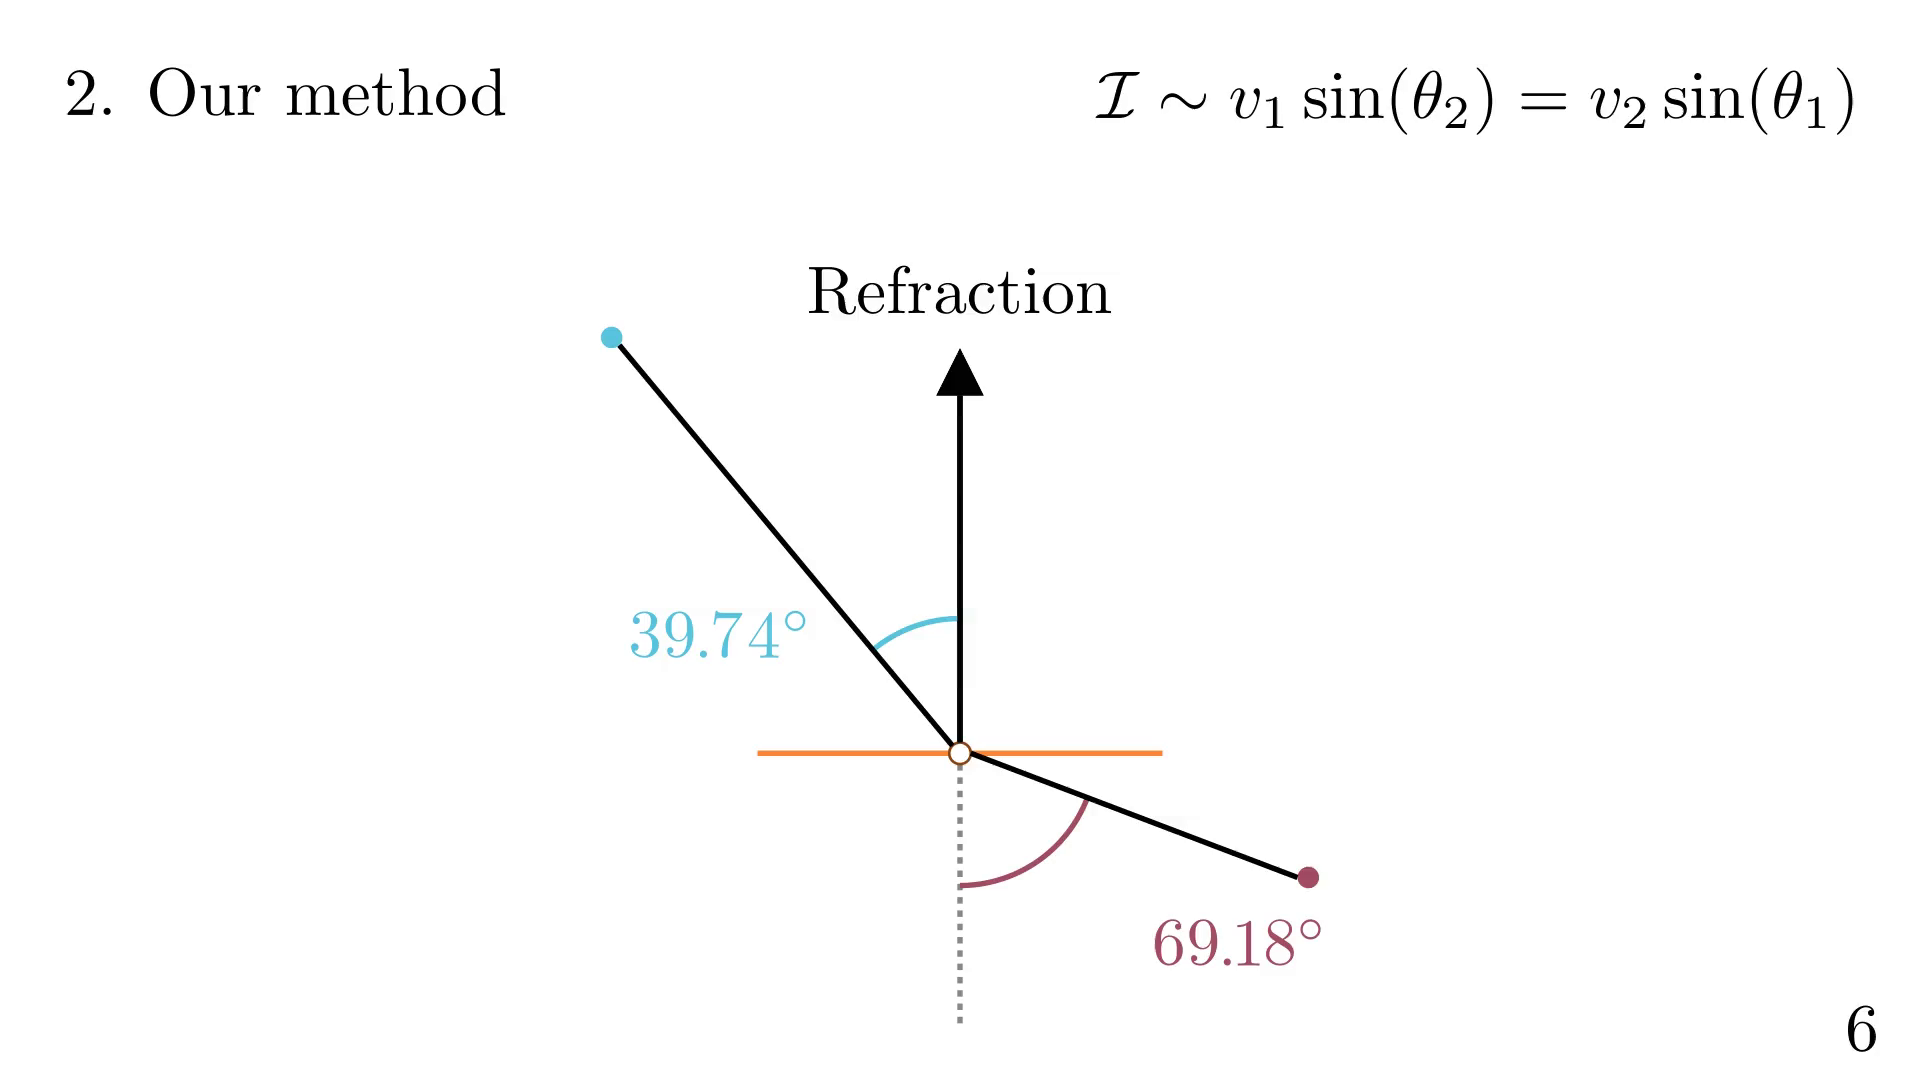 2. Our method
𝓘 ∼ v₁ sin(θ₂) = v₂ sin(θ₁)
Refraction
39.74°
69.18°
6